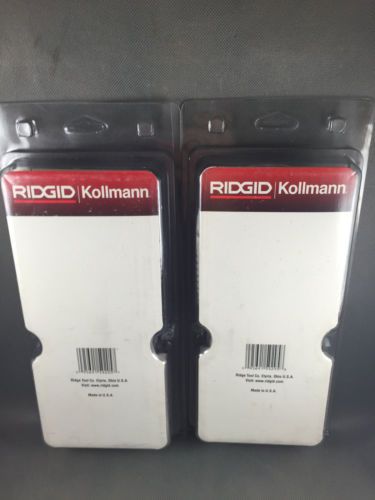 RIDGID | Kollmann
Ridge Tool Co. Elyria, Ohio U.S.A.
Visit: www.ridgid.com
Made in U.S.A.
RIDGID | Kollmann
Ridge Tool Co. Elyria, Ohio U.S.A.
Visit: www.ridgid.com
Made in U.S.A.